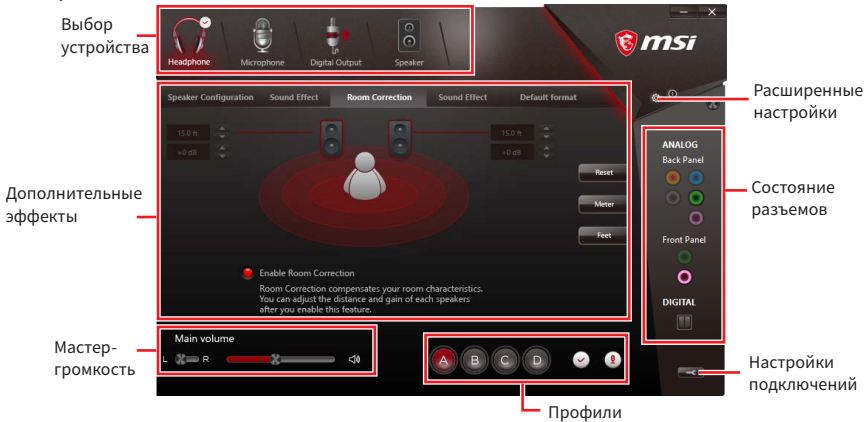 Выбор
устройства
Headphone
Microphone
Digital Output
Speaker
msi
Расширенные
настройки
Speaker Configuration
Sound Effect
Room Correction
Sound Effect
Default format
15.0 ft
+0 dB
15.0 ft
+0 dB
Reset
Meter
Feet
Дополнительные
эффекты
Enable Room Correction
Room Correction compensates your room characteristics.
You can adjust the distance and gain of each speakers
after you enable this feature.
ANALOG
Back Panel
Front Panel
DIGITAL
Состояние
разъемов
Мастер-
громкость
Main volume
L R
A B C D
Профили
Настройки
подключений